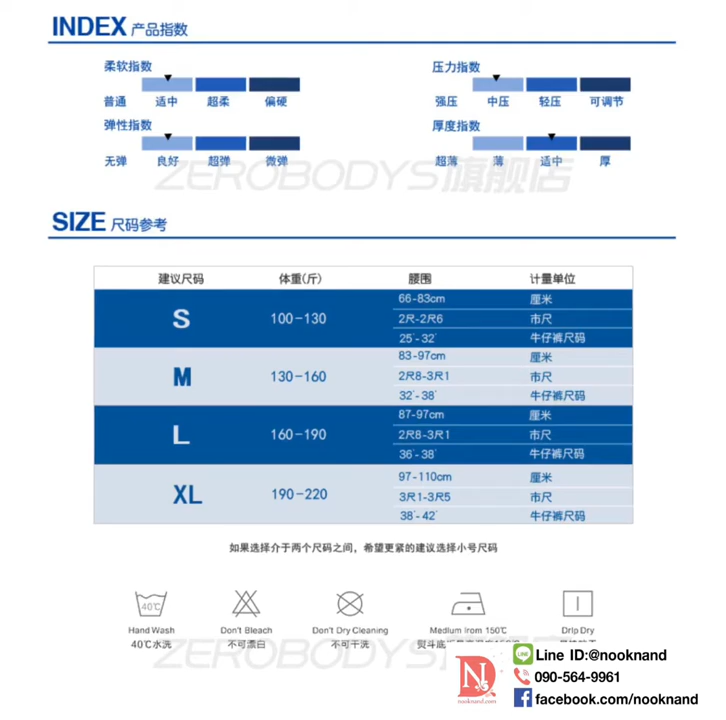 INDEX 产品指数
柔软指数
普通 适中 超柔 偏硬
压力指数
强压 中压 轻压 可调节
弹性指数
无弹 良好 超弹 微弹
厚度指数
超薄 薄 适中 厚
ZEROBODYS旗舰店
SIZE 尺码参考
建议尺码 体重(斤) 腰围 计量单位
S 100-130
66-83cm 厘米
2尺-2尺6 市尺
25'-32' 牛仔裤尺码
M 130-160
83-97cm 厘米
2尺8-3尺1 市尺
32'-38' 牛仔裤尺码
L 160-190
87-97cm 厘米
2尺8-3尺1 市尺
36'-38' 牛仔裤尺码
XL 190-220
97-110cm 厘米
3尺1-3尺5 市尺
38'-42' 牛仔裤尺码
如果选择介于两个尺码之间，希望更紧的建议选择小号尺码
40℃
Hand Wash Don't Bleach Don't Dry Cleaning Medium Irom 150℃ Drlp Dry
40℃水洗 不可漂白 不可干洗 熨斗
ZEROBODYS
N
nooknand.com
LINE
Line ID:@nooknand
090-564-9961
f facebook.com/nooknand